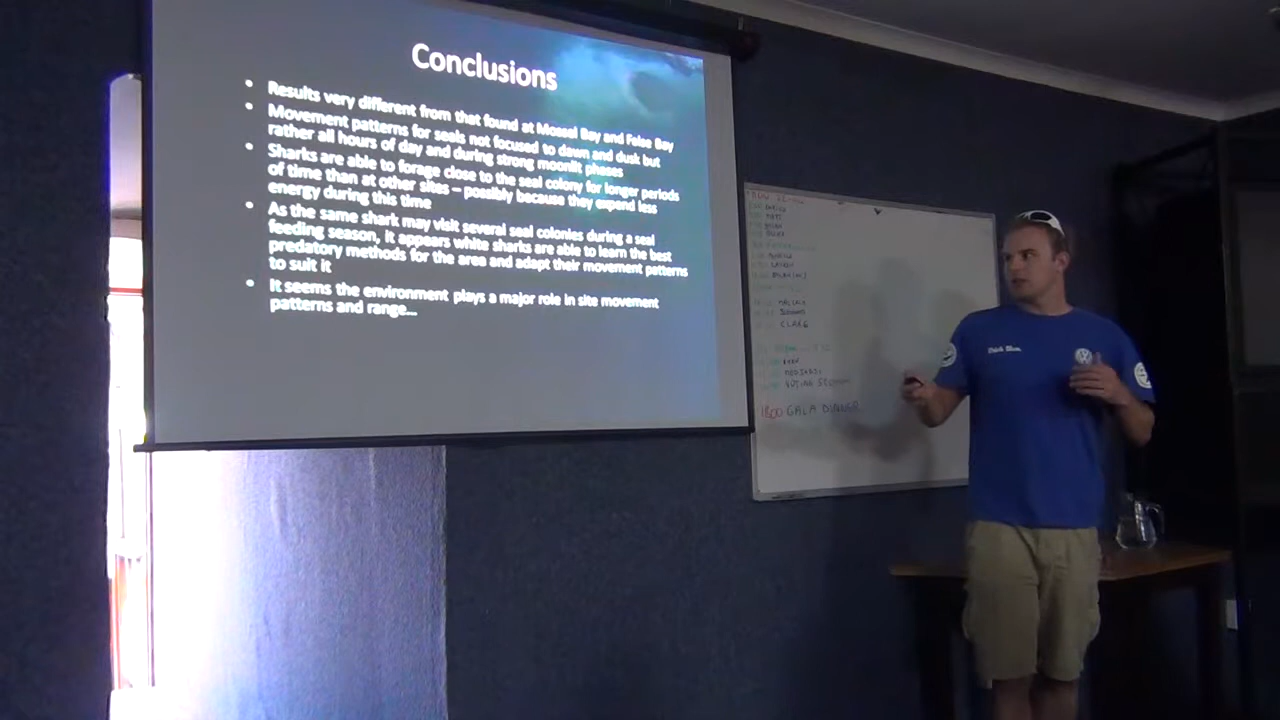 Conclusions
• Results very different from that found at Mossel Bay and False Bay
• Movement patterns for seals not focused to dawn and dusk but
rather all hours of day and during strong moonlit phases
• Sharks are able to forage close to the seal colony for longer periods
of time than at other sites – possibly because they expend less
energy during this time
• As the same shark may visit several seal colonies during a seal
feeding season, it appears white sharks are able to learn the best
predatory methods for the area and adapt their movement patterns
to suit it
• It seems the environment plays a major role in site movement
patterns and range...
VOTING SESSION
1800 GALA DINNER